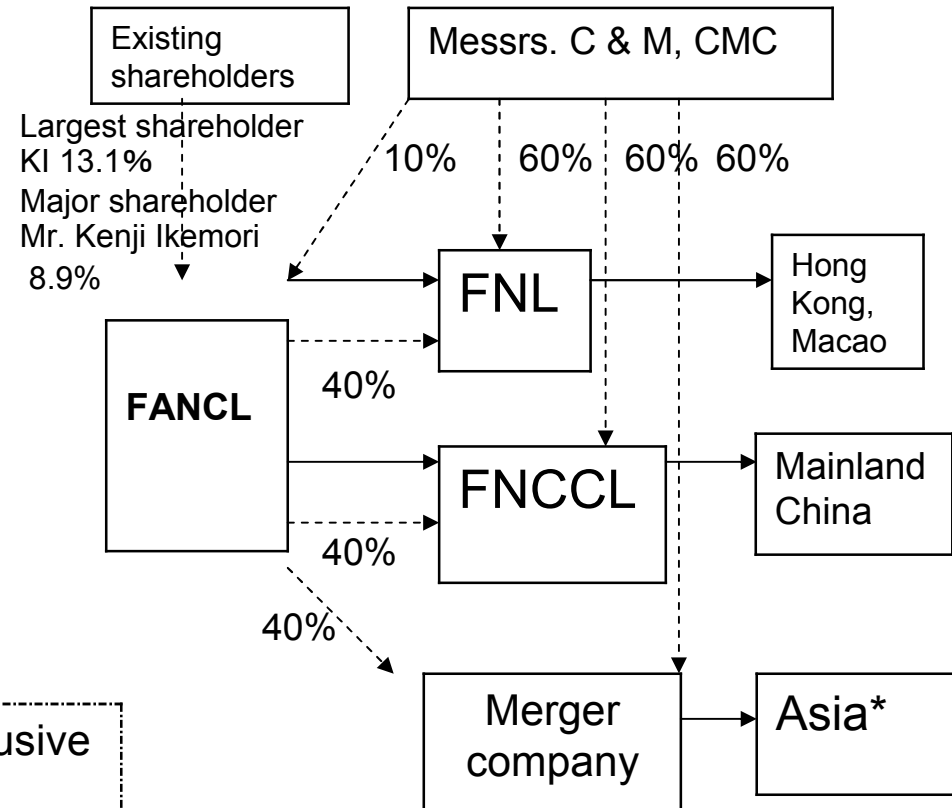 Existing
shareholders
Messrs. C & M, CMC
Largest shareholder
KI 13.1%
Major shareholder
Mr. Kenji Ikemori
8.9%
10%
60%
60%
60%
FNL
Hong
Kong,
Macao
40%
FANCL
FNCCL
Mainland
China
40%
40%
Merger
company
Asia*